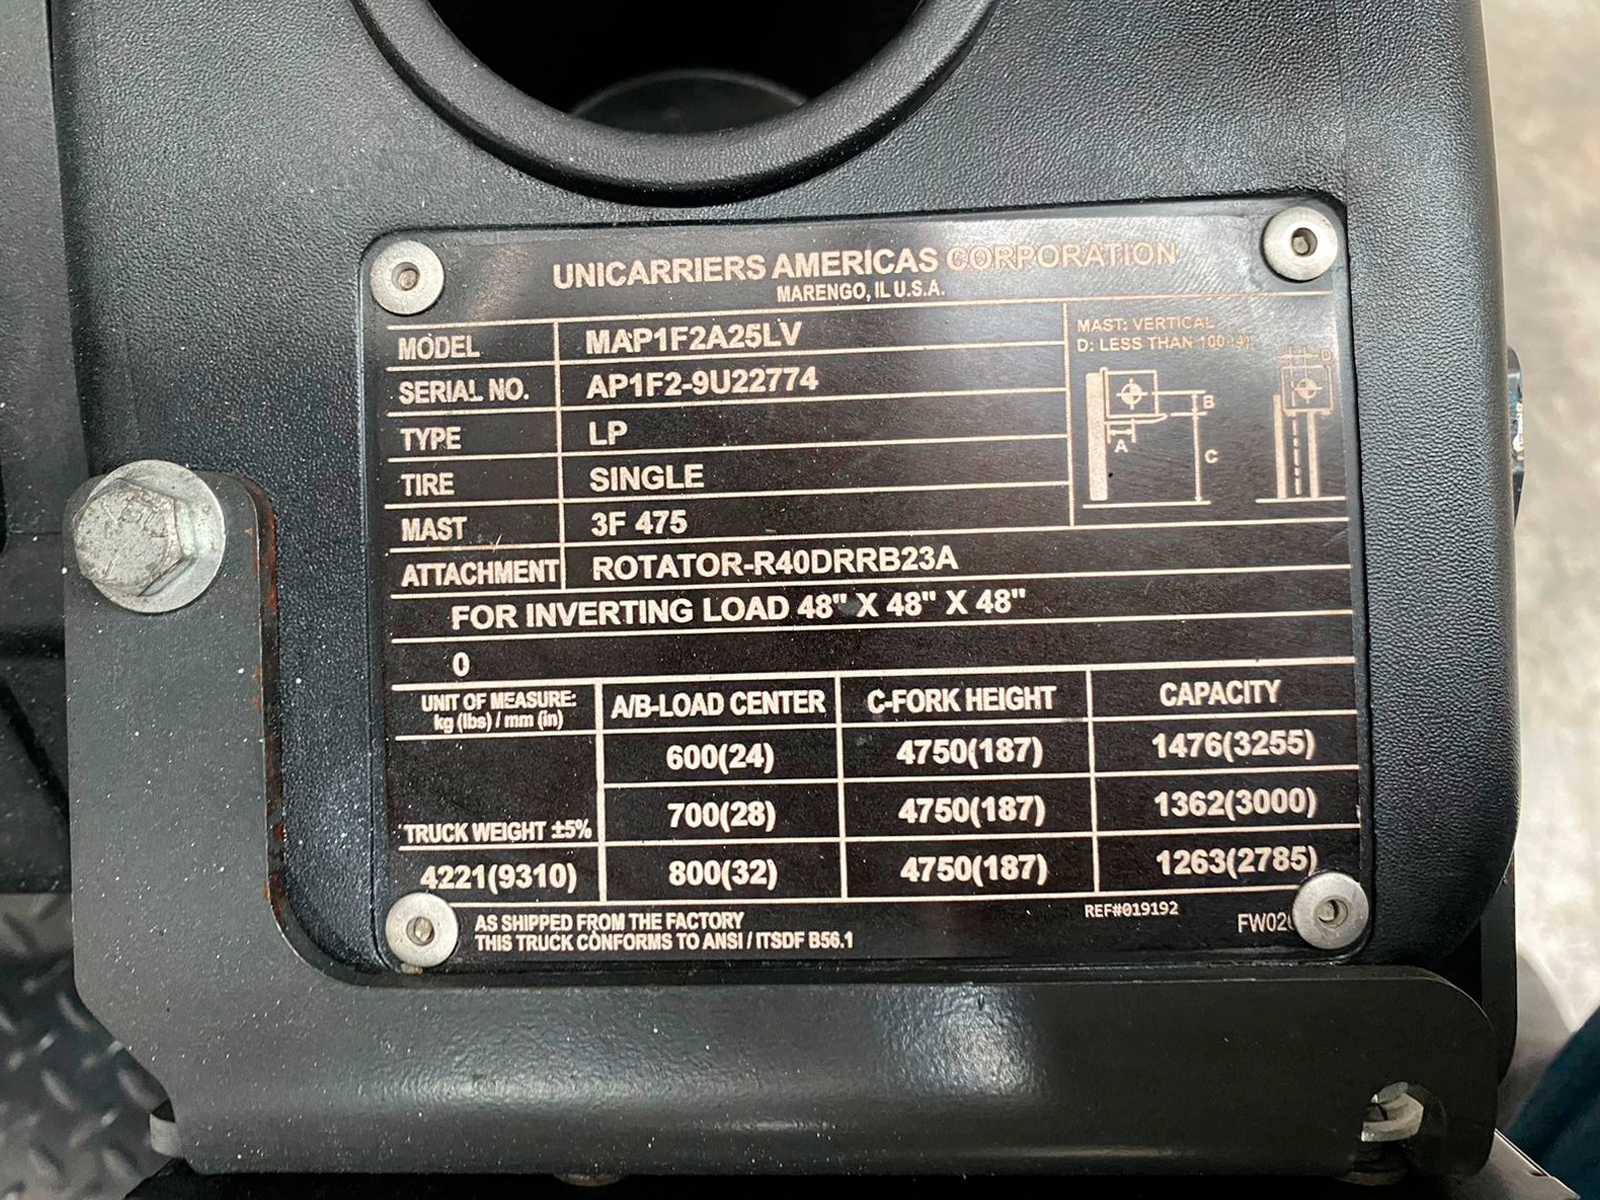 UNICARRIERS AMERICAS CORPORATION
MARENGO, IL U.S.A.
MODEL MAP1F2A25LV
SERIAL NO. AP1F2-9U22774
TYPE LP
TIRE SINGLE
MAST 3F 475
ATTACHMENT ROTATOR-R40DRRB23A
MAST: VERTICAL
D: LESS THAN 100 (4)
D
B
A
C
FOR INVERTING LOAD 48" X 48" X 48"
0
UNIT OF MEASURE: kg (lbs) / mm (in) A/B-LOAD CENTER C-FORK HEIGHT CAPACITY
600(24) 4750(187) 1476(3255)
700(28) 4750(187) 1362(3000)
TRUCK WEIGHT ±5%
4221(9310) 800(32) 4750(187) 1263(2785)
AS SHIPPED FROM THE FACTORY
THIS TRUCK CONFORMS TO ANSI / ITSDF B56.1
REF#019192